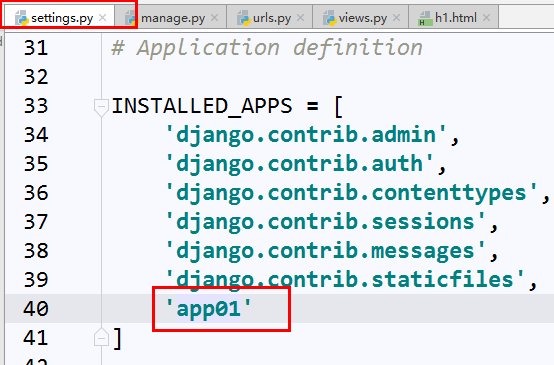 settings.py manage.py urls.py views.py h1.html
31 # Application definition
32
33 INSTALLED_APPS = [
34 'django.contrib.admin',
35 'django.contrib.auth',
36 'django.contrib.contenttypes',
37 'django.contrib.sessions',
38 'django.contrib.messages',
39 'django.contrib.staticfiles',
40 'app01'
41 ]